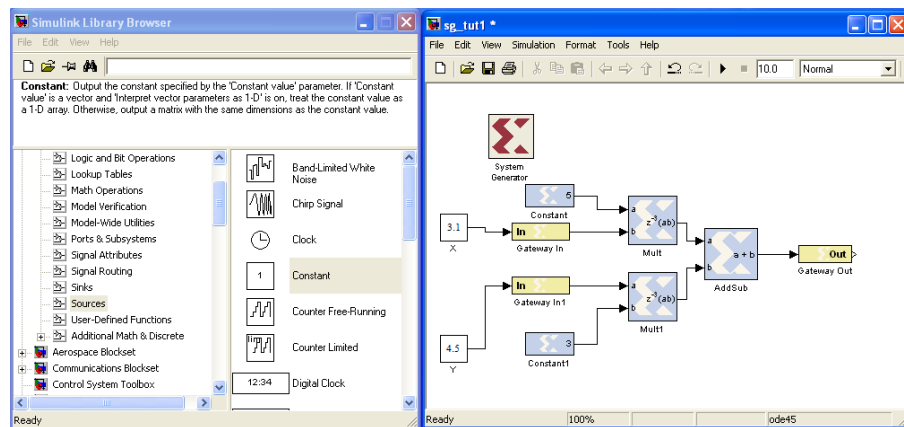 Simulink Library Browser
File Edit View Help
Constant: Output the constant specified by the 'Constant value' parameter. If 'Constant
value' is a vector and 'Interpret vector parameters as 1-D' is on, treat the constant value as
a 1-D array. Otherwise, output a matrix with the same dimensions as the constant value.
Logic and Bit Operations
Lookup Tables
Math Operations
Model Verification
Model-Wide Utilities
Ports & Subsystems
Signal Attributes
Signal Routing
Sinks
Sources
User-Defined Functions
Additional Math & Discrete
Aerospace Blockset
Communications Blockset
Control System Toolbox
Band-Limited White
Noise
Chirp Signal
Clock
1
Constant
Counter Free-Running
lim
Counter Limited
12:34
Digital Clock
Ready
sg_tut1 *
File Edit View Simulation Format Tools Help
10.0
Normal
System
Generator
5
Constant
3.1
X
In
Gateway In
a
b
z^-3(ab)
Mult
In
Gateway In1
a
b
z^-3(ab)
Mult1
4.5
Y
3
Constant1
a
b
a + b
AddSub
Out
Gateway Out
Ready 100% ode45